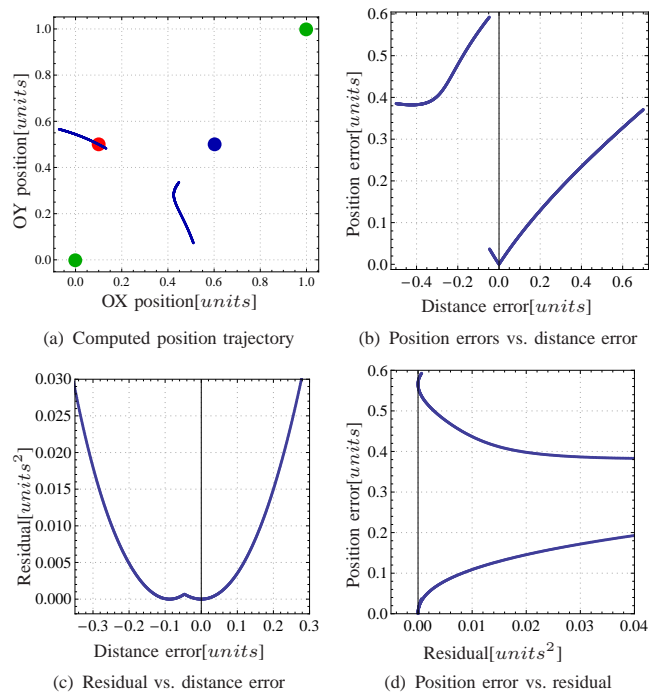 1.0
0.8
0.6
0.4
0.2
0.0
OY position[units]
0.0 0.2 0.4 0.6 0.8 1.0
OX position[units]
(a) Computed position trajectory
0.6
0.5
0.4
0.3
0.2
0.1
0.0
Position error[units]
−0.4 −0.2 0.0 0.2 0.4 0.6
Distance error[units]
(b) Position errors vs. distance error
0.030
0.025
0.020
0.015
0.010
0.005
0.000
Residual[units²]
−0.3 −0.2 −0.1 0.0 0.1 0.2 0.3
Distance error[units]
(c) Residual vs. distance error
0.6
0.5
0.4
0.3
0.2
0.1
0.0
Position error[units]
0.00 0.01 0.02 0.03 0.04
Residual[units²]
(d) Position error vs. residual